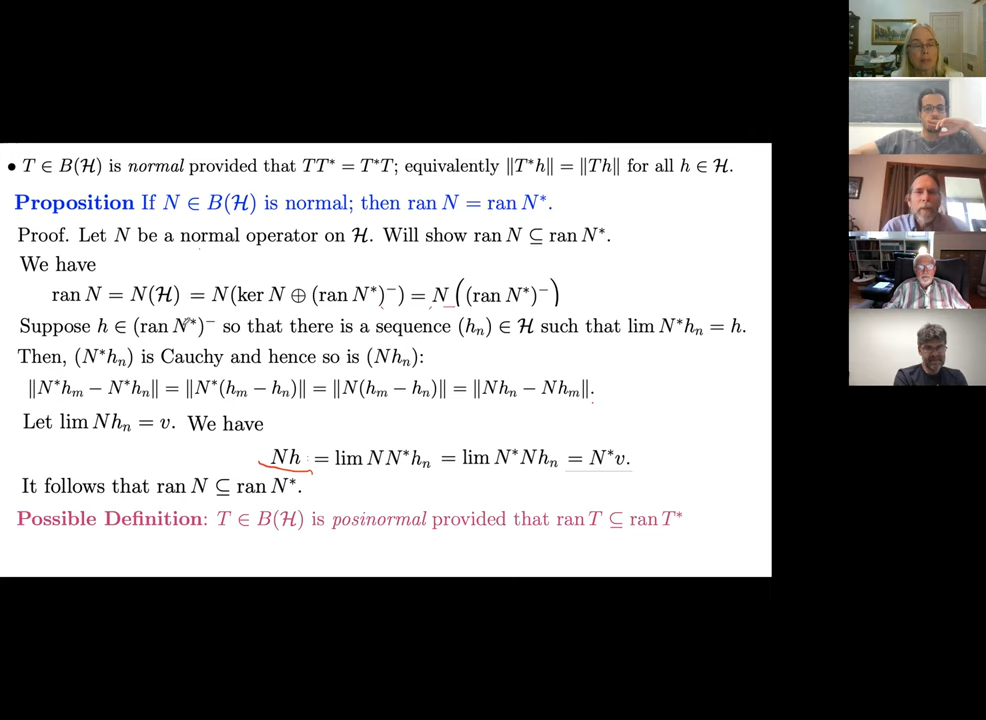 • T ∈ B(ℋ) is normal provided that TT* = T*T; equivalently ‖T*h‖ = ‖Th‖ for all h ∈ ℋ.
Proposition If N ∈ B(ℋ) is normal; then ran N = ran N*.
Proof. Let N be a normal operator on ℋ. Will show ran N ⊆ ran N*.
We have
ran N = N(ℋ) = N(ker N ⊕ (ran N*)⁻) = N((ran N*)⁻)
Suppose h ∈ (ran N*)⁻ so that there is a sequence (hₙ) ∈ ℋ such that lim N*hₙ = h.
Then, (N*hₙ) is Cauchy and hence so is (Nhₙ):
‖N*hₘ − N*hₙ‖ = ‖N*(hₘ − hₙ)‖ = ‖N(hₘ − hₙ)‖ = ‖Nhₙ − Nhₘ‖.
Let lim Nhₙ = v. We have
Nh = lim NN*hₙ = lim N*Nhₙ = N*v.
It follows that ran N ⊆ ran N*.
Possible Definition: T ∈ B(ℋ) is posinormal provided that ran T ⊆ ran T*